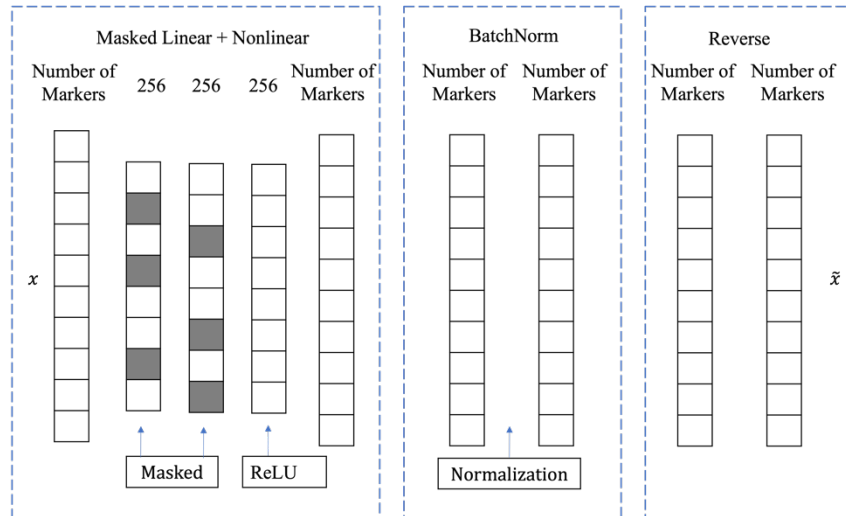 Masked Linear + Nonlinear
Number of
Markers
256
256
256
Number of
Markers
x
Masked
ReLU
BatchNorm
Number of
Markers
Number of
Markers
Normalization
Reverse
Number of
Markers
Number of
Markers
x̃